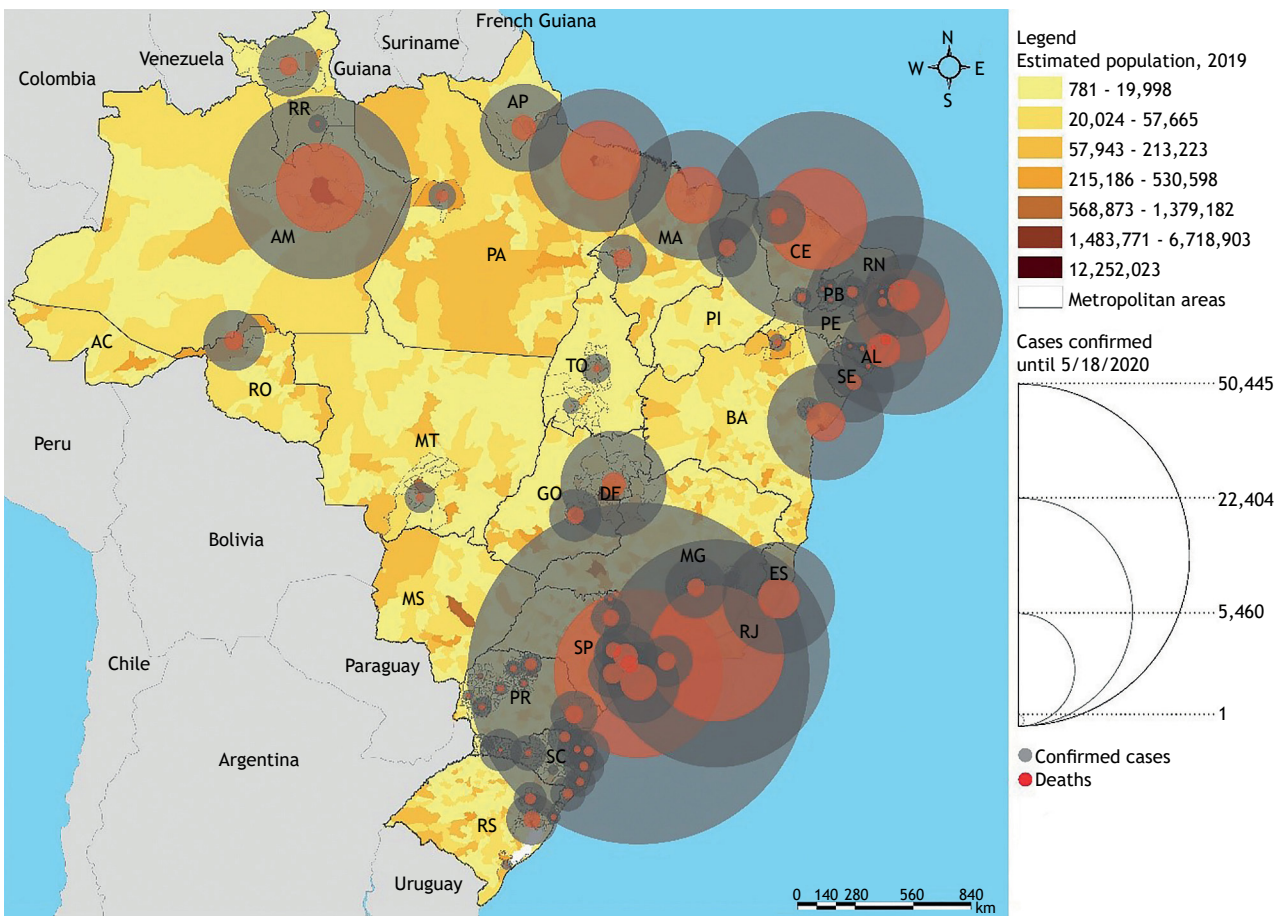 French Guiana
Suriname
Venezuela
Guiana
Colombia
N
W E
S
RR
AP
AM
PA
MA
CE
RN
PB
PI
PE
AC
AL
TO
SE
RO
BA
Peru
MT
GO
DF
Bolivia
MG
ES
MS
RJ
SP
Chile
Paraguay
PR
SC
Argentina
RS
Uruguay
0 140 280 560 840
km
Legend
Estimated population, 2019
781 - 19,998
20,024 - 57,665
57,943 - 213,223
215,186 - 530,598
568,873 - 1,379,182
1,483,771 - 6,718,903
12,252,023
Metropolitan areas
Cases confirmed
until 5/18/2020
50,445
22,404
5,460
1
Confirmed cases
Deaths